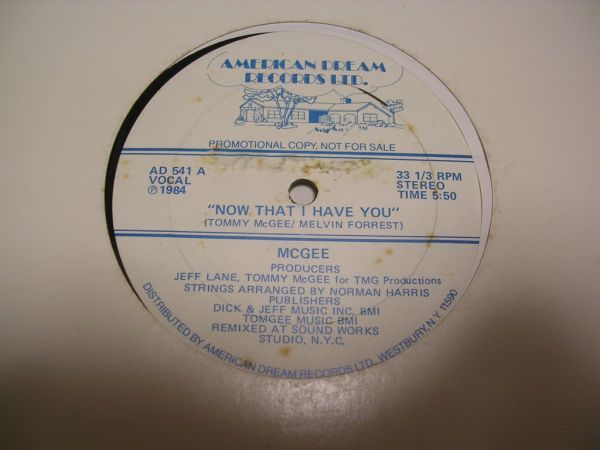 AMERICAN DREAM
RECORDS LTD.
TM
PROMOTIONAL COPY, NOT FOR SALE
AD 541 A
VOCAL
℗ 1984
33 1/3 RPM
STEREO
TIME 5:50
"NOW THAT I HAVE YOU"
(TOMMY McGEE/ MELVIN FORREST)
MCGEE
PRODUCERS
JEFF LANE, TOMMY McGEE for TMG Productions
STRINGS ARRANGED BY NORMAN HARRIS
PUBLISHERS
DICK & JEFF MUSIC INC. BMI
TOMGEE MUSIC BMI
REMIXED AT SOUND WORKS
STUDIO, N.Y.C.
DISTRIBUTED BY AMERICAN DREAM RECORDS LTD. WESTBURY, N.Y. 11590